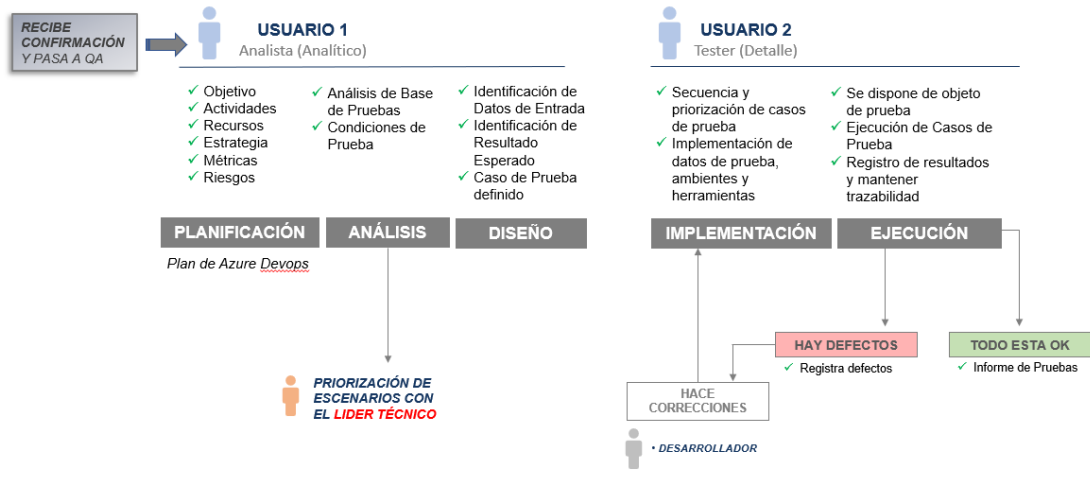 RECIBE
CONFIRMACIÓN
Y PASA A QA
USUARIO 1
Analista (Analítico)
✓ Objetivo
✓ Actividades
✓ Recursos
✓ Estrategia
✓ Métricas
✓ Riesgos
✓ Análisis de Base
de Pruebas
✓ Condiciones de
Prueba
✓ Identificación de
Datos de Entrada
✓ Identificación de
Resultado
Esperado
✓ Caso de Prueba
definido
PLANIFICACIÓN
ANÁLISIS
DISEÑO
Plan de Azure Devops
PRIORIZACIÓN DE
ESCENARIOS CON
EL LIDER TÉCNICO
USUARIO 2
Tester (Detalle)
✓ Secuencia y
priorización de casos
de prueba
✓ Implementación de
datos de prueba,
ambientes y
herramientas
✓ Se dispone de objeto
de prueba
✓ Ejecución de Casos de
Prueba
✓ Registro de resultados
y mantener
trazabilidad
IMPLEMENTACIÓN
EJECUCIÓN
HAY DEFECTOS
✓ Registra defectos
TODO ESTA OK
✓ Informe de Pruebas
HACE
CORRECCIONES
• DESARROLLADOR